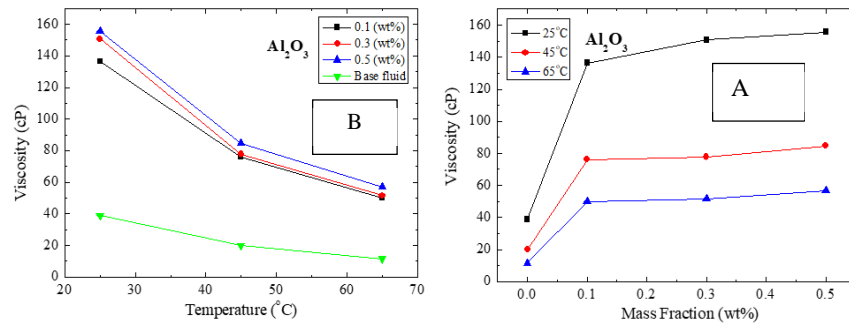 160
140
120
100
80
60
40
20
0
Viscosity (cP)
20
30
40
50
60
70
Temperature (°C)
Al₂O₃
0.1 (wt%)
0.3 (wt%)
0.5 (wt%)
Base fluid
B
160
140
120
100
80
60
40
20
0
Viscosity (cP)
0.0
0.1
0.2
0.3
0.4
0.5
Mass Fraction (wt%)
25°C
45°C
65°C
Al₂O₃
A